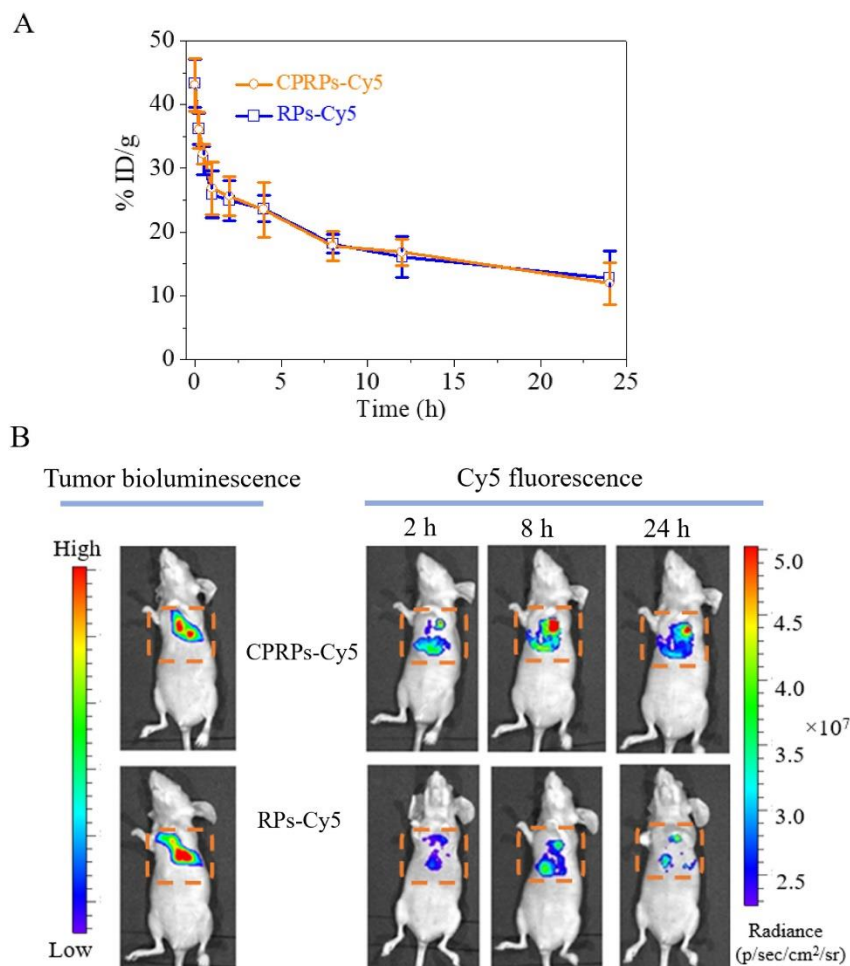 A
50
40
30
20
10
0
% ID/g
CPRPs-Cy5
RPs-Cy5
0 5 10 15 20 25
Time (h)
B
Tumor bioluminescence Cy5 fluorescence
2 h 8 h 24 h
High
Low
CPRPs-Cy5
RPs-Cy5
5.0
4.5
4.0
×10⁷
3.5
3.0
2.5
Radiance
(p/sec/cm²/sr)